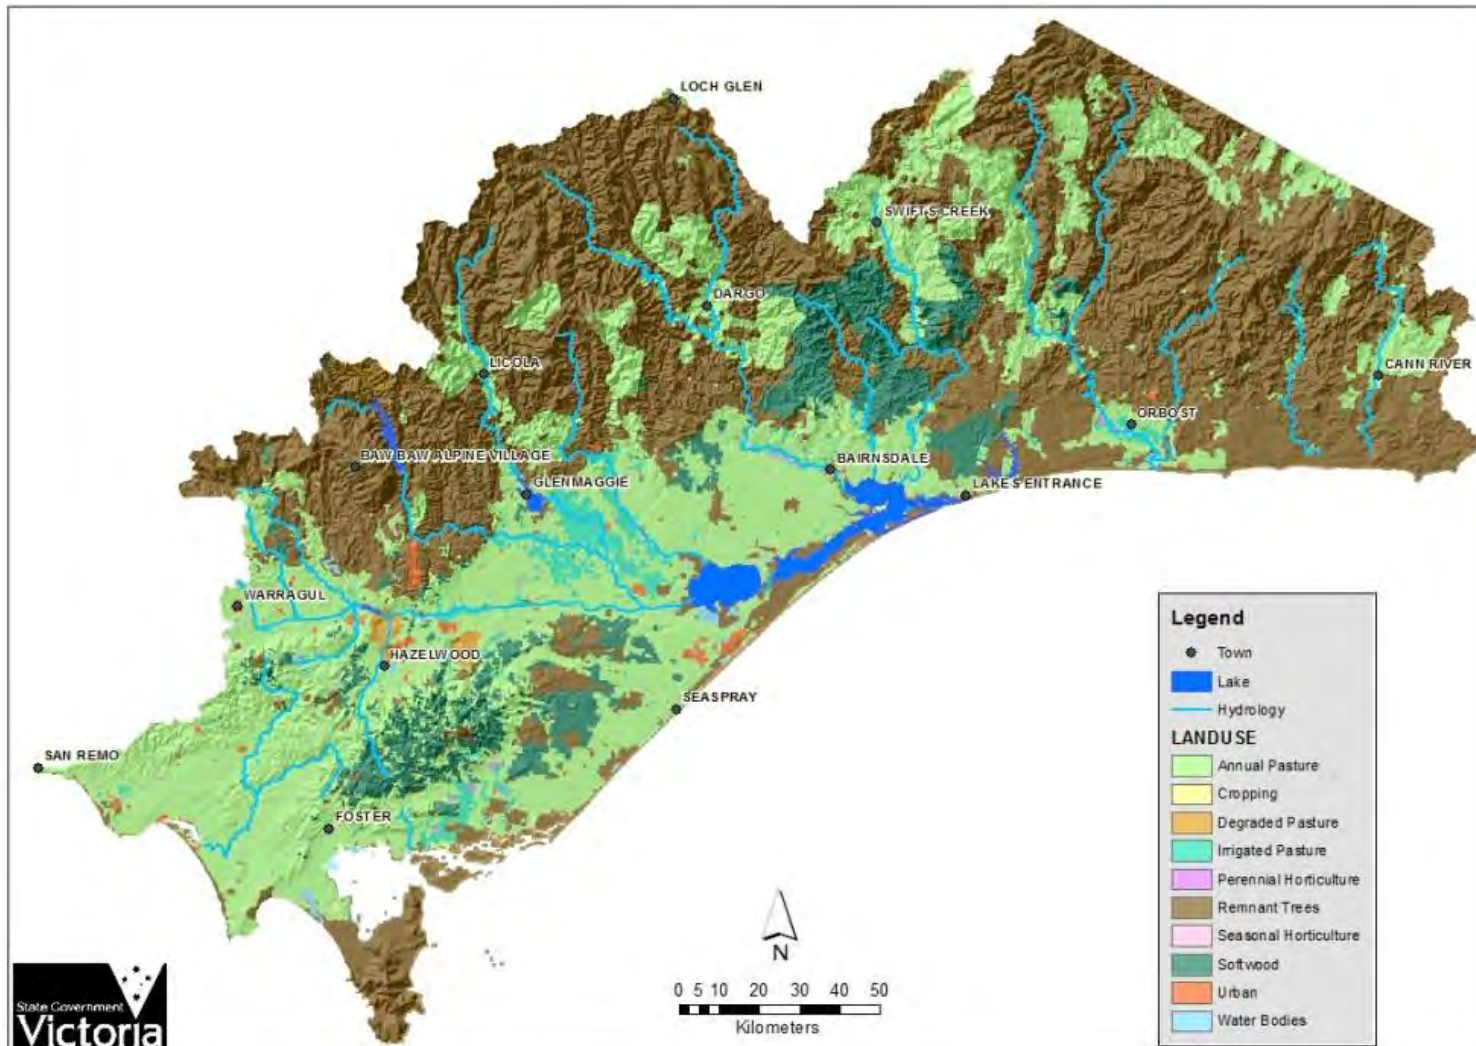 LOCH GLEN
SWIFTS CREEK
DARGO
LICOLA
CANN RIVER
ORBOST
BAW BAW ALPINE VILLAGE
BAIRNSDALE
GLENMAGGIE
LAKES ENTRANCE
WARRAGUL
HAZELWOOD
SEASPRAY
SAN REMO
FOSTER
Legend
Town
Lake
Hydrology
LANDUSE
Annual Pasture
Cropping
Degraded Pasture
Irrigated Pasture
Perennial Horticulture
Remnant Trees
Seasonal Horticulture
Softwood
Urban
Water Bodies
N
0 5 10 20 30 40 50
Kilometers
State Government
Victoria